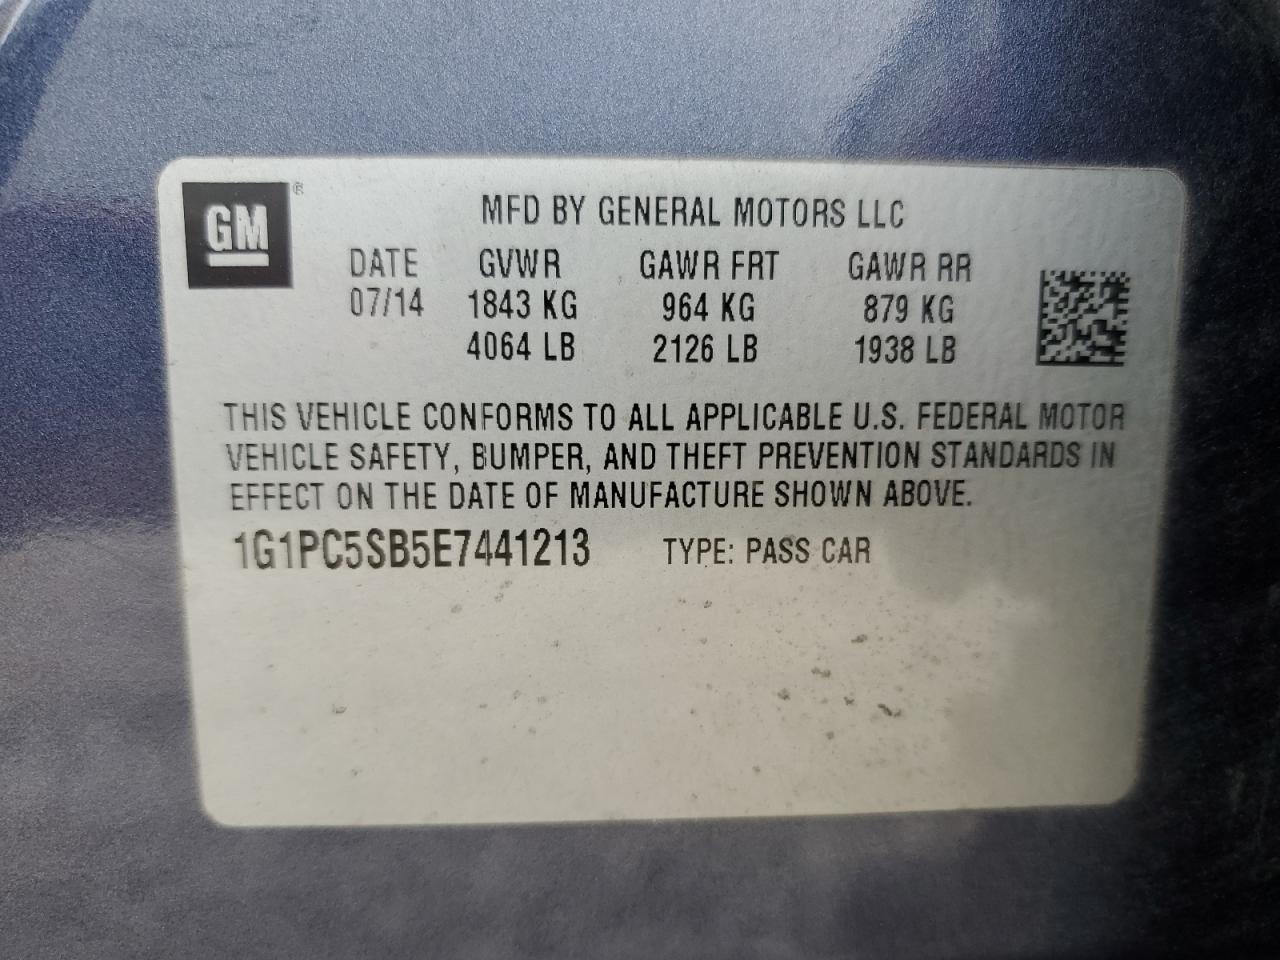 GM®
MFD BY GENERAL MOTORS LLC
DATE GVWR GAWR FRT GAWR RR
07/14 1843 KG 964 KG 879 KG
4064 LB 2126 LB 1938 LB
THIS VEHICLE CONFORMS TO ALL APPLICABLE U.S. FEDERAL MOTOR
VEHICLE SAFETY, BUMPER, AND THEFT PREVENTION STANDARDS IN
EFFECT ON THE DATE OF MANUFACTURE SHOWN ABOVE.
1G1PC5SB5E7441213 TYPE: PASS CAR